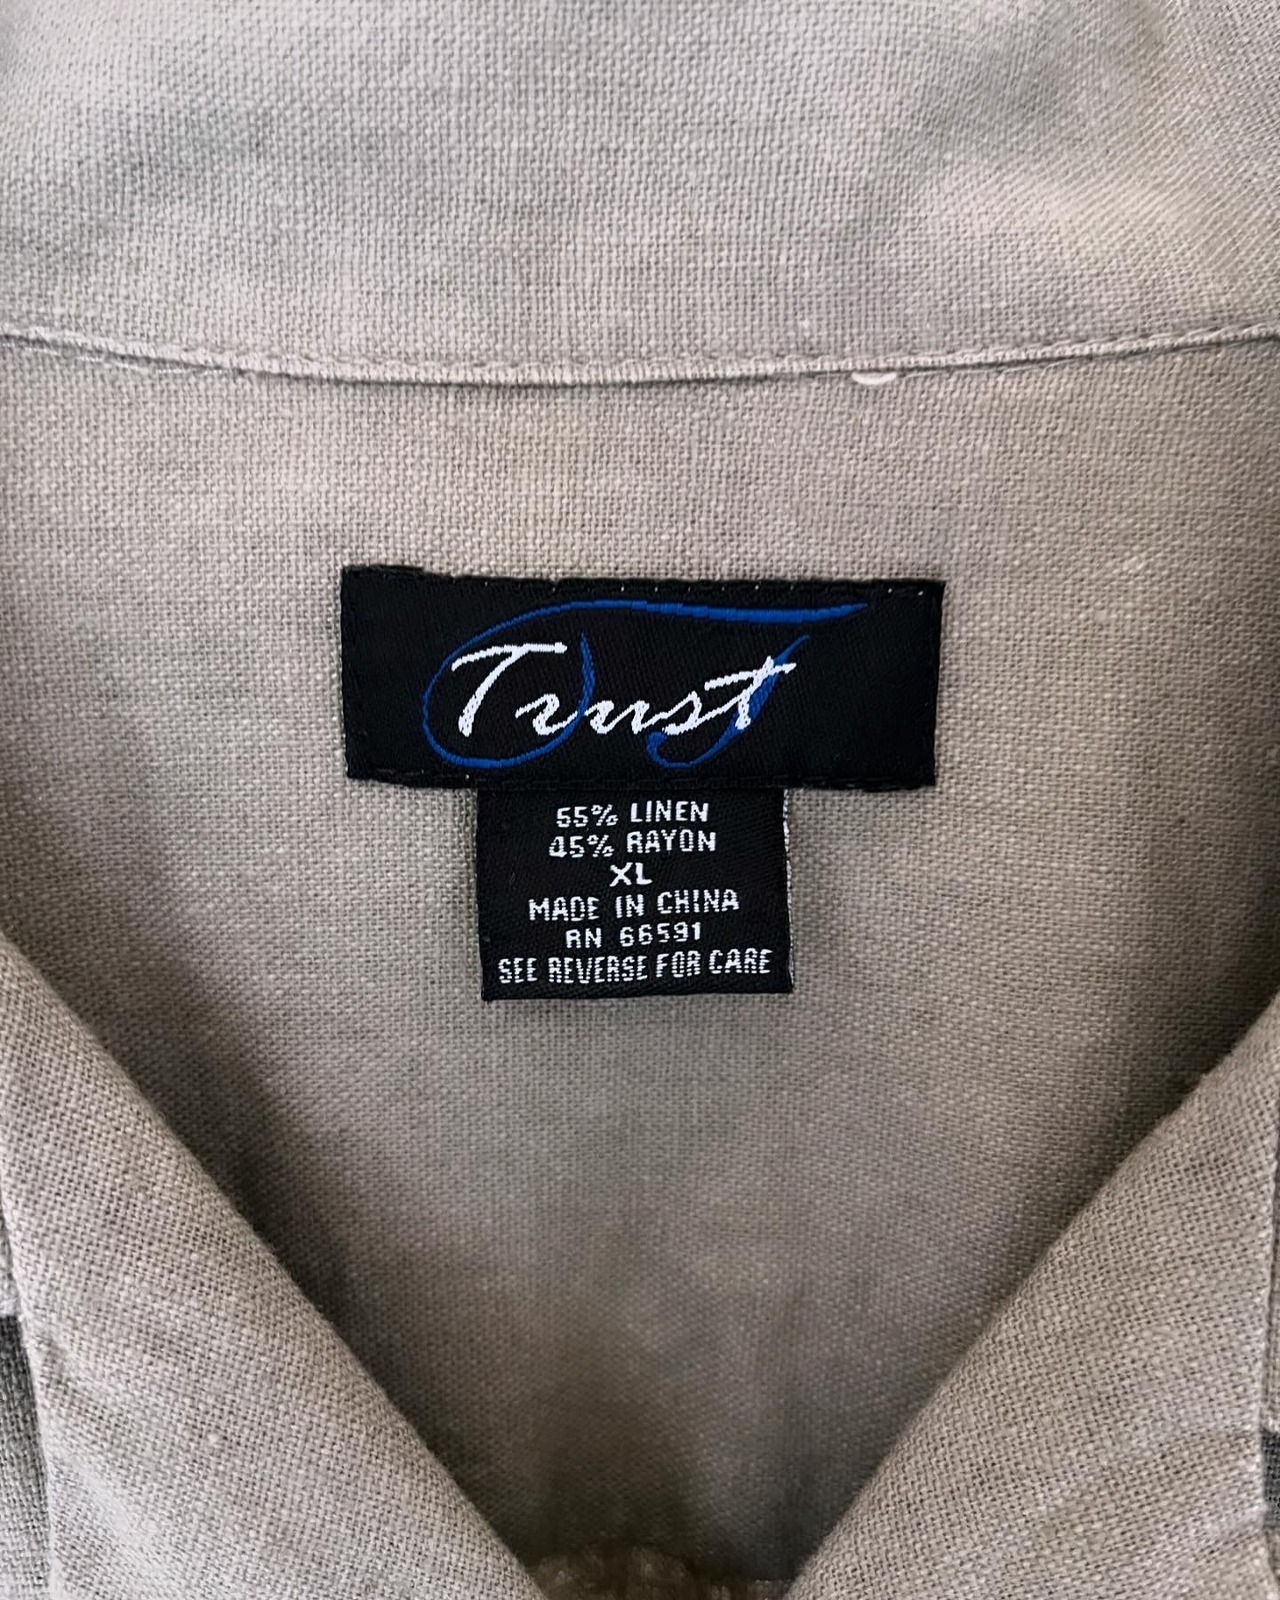 Trust
55% LINEN
45% RAYON
XL
MADE IN CHINA
RN 66591
SEE REVERSE FOR CARE